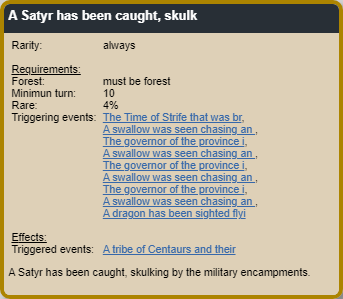 A Satyr has been caught, skulk
Rarity: always
Requirements:
Forest: must be forest
Minimun turn: 10
Rare: 4%
Triggering events: The Time of Strife that was br,
A swallow was seen chasing an ,
The governor of the province i,
A swallow was seen chasing an ,
The governor of the province i,
A swallow was seen chasing an ,
The governor of the province i,
A swallow was seen chasing an ,
A dragon has been sighted flyi
Effects:
Triggered events: A tribe of Centaurs and their
A Satyr has been caught, skulking by the military encampments.